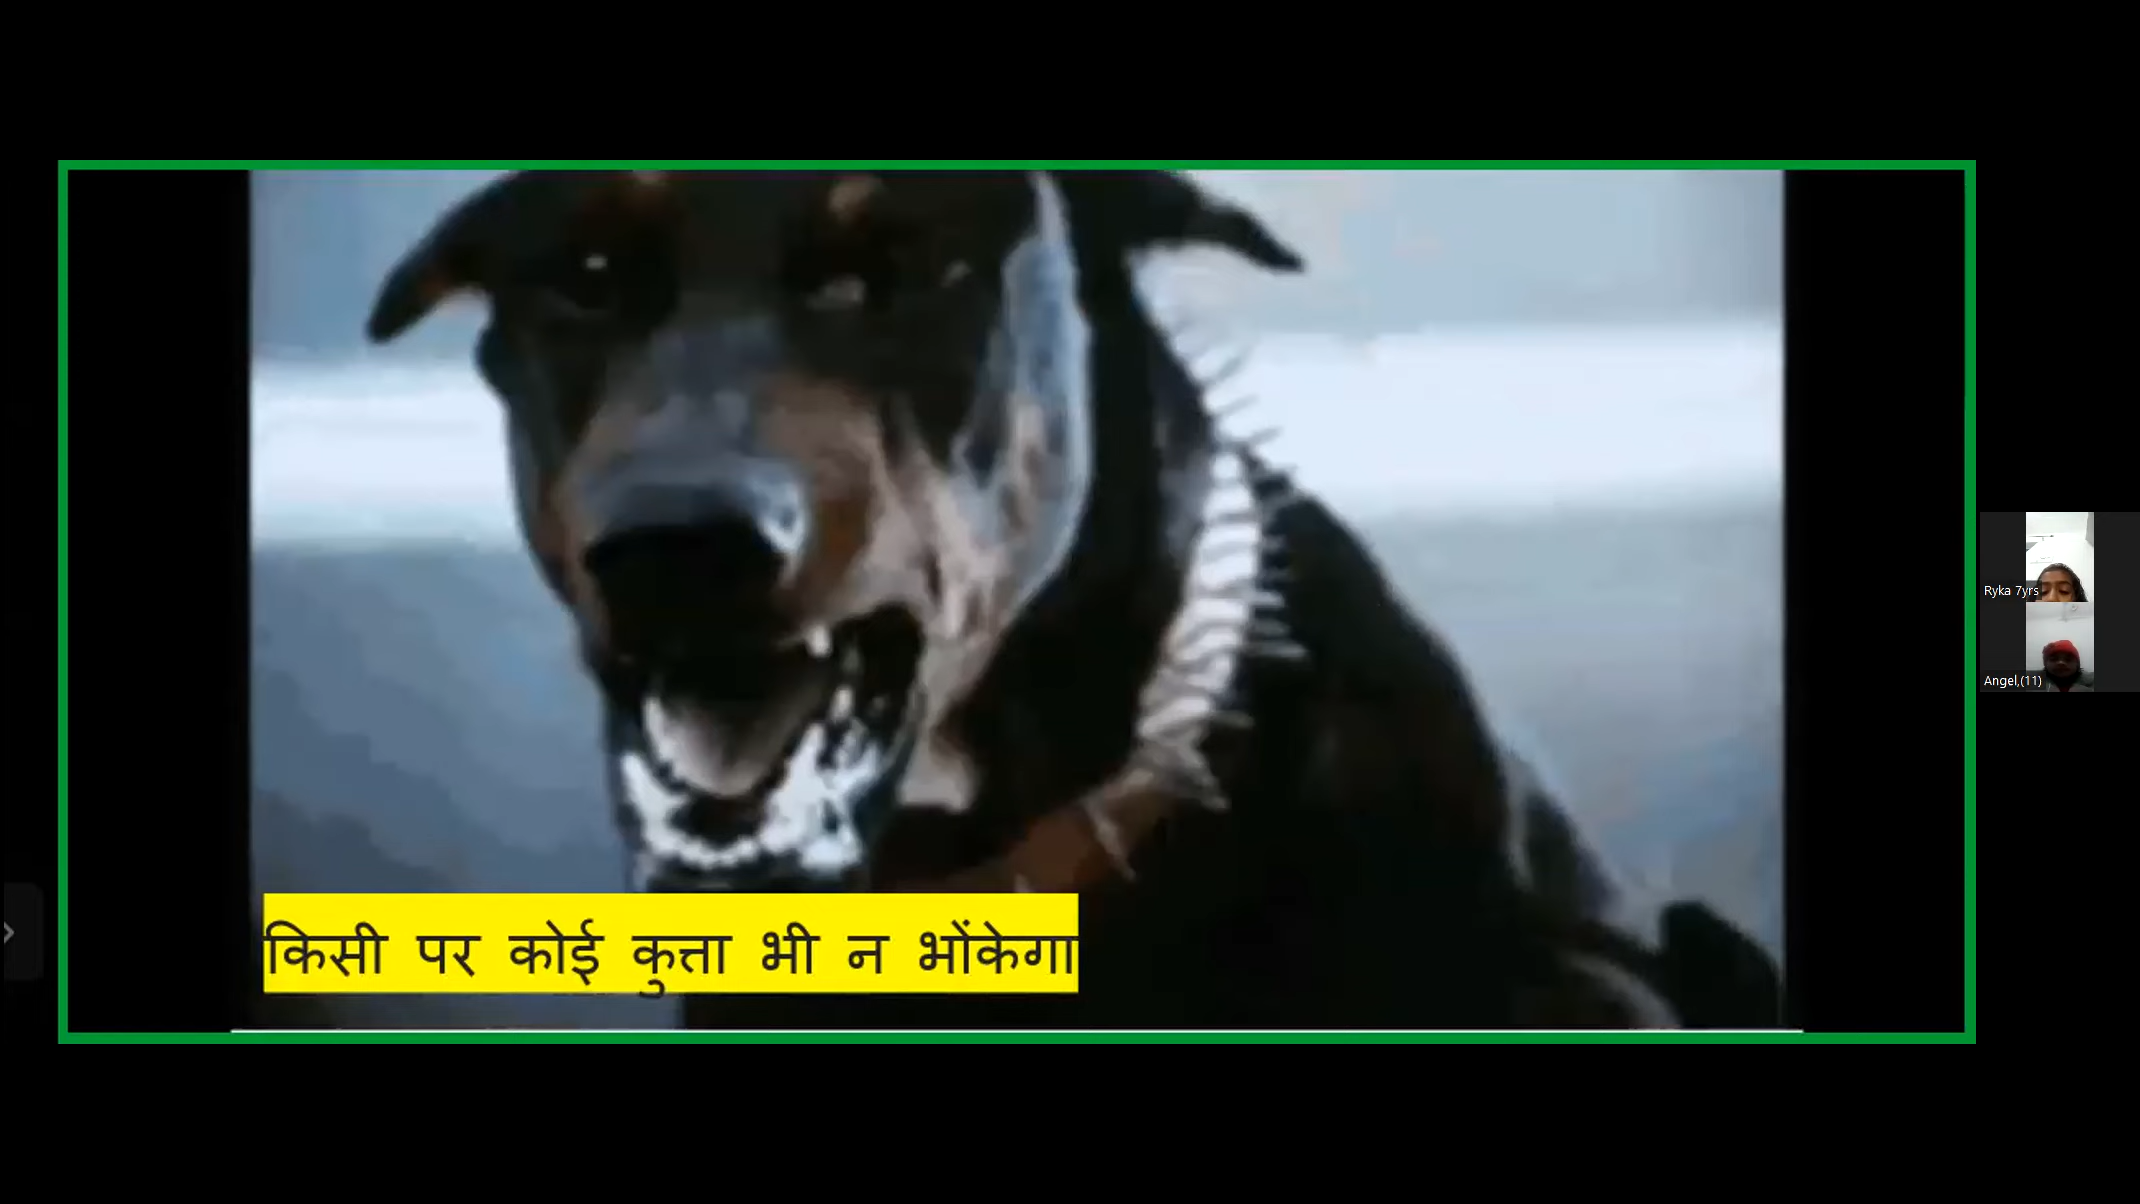 किसी पर कोई कुत्ता भी न भोंकेगा
Ryka 7yrs
Angel,(11)